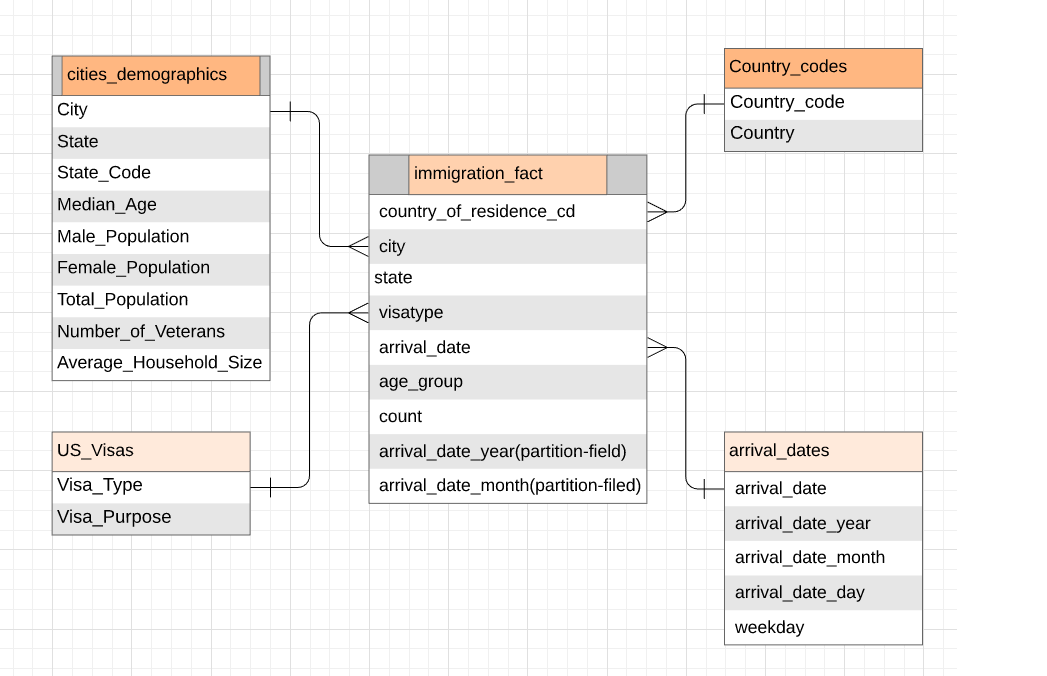 cities_demographics
City
State
State_Code
Median_Age
Male_Population
Female_Population
Total_Population
Number_of_Veterans
Average_Household_Size
US_Visas
Visa_Type
Visa_Purpose
immigration_fact
country_of_residence_cd
city
state
visatype
arrival_date
age_group
count
arrival_date_year(partition-field)
arrival_date_month(partition-filed)
Country_codes
Country_code
Country
arrival_dates
arrival_date
arrival_date_year
arrival_date_month
arrival_date_day
weekday